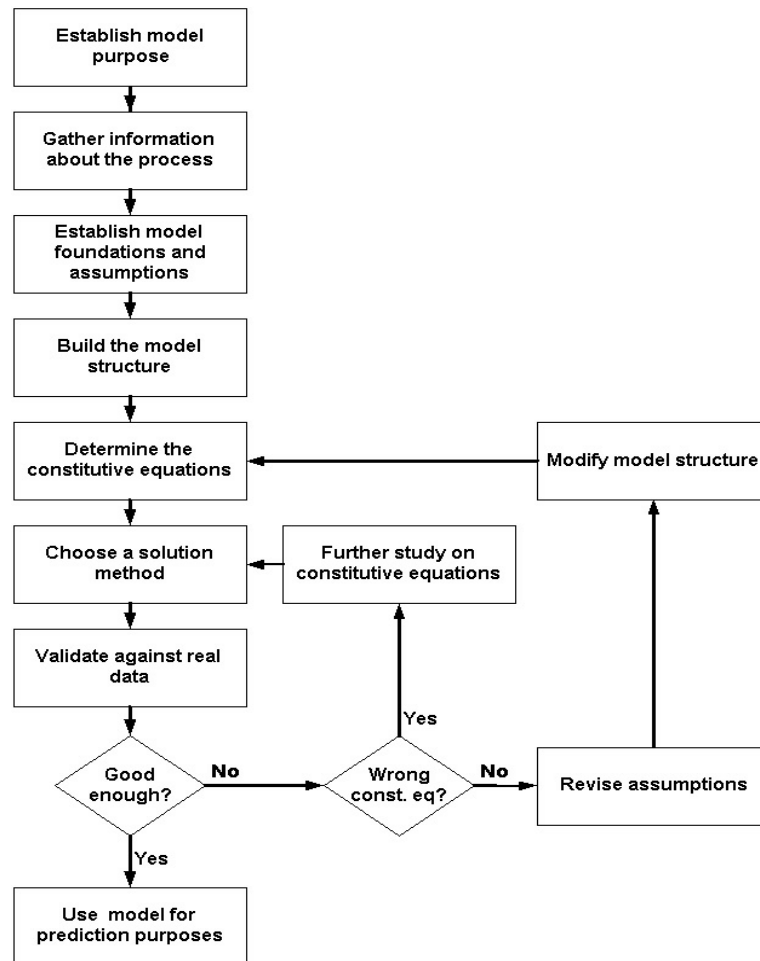 Establish model
purpose
Gather information
about the process
Establish model
foundations and
assumptions
Build the model
structure
Determine the
constitutive equations
Modify model structure
Choose a solution
method
Further study on
constitutive equations
Validate against real
data
Yes
Good
enough?
No
Wrong
const. eq?
No
Revise assumptions
Yes
Use model for
prediction purposes